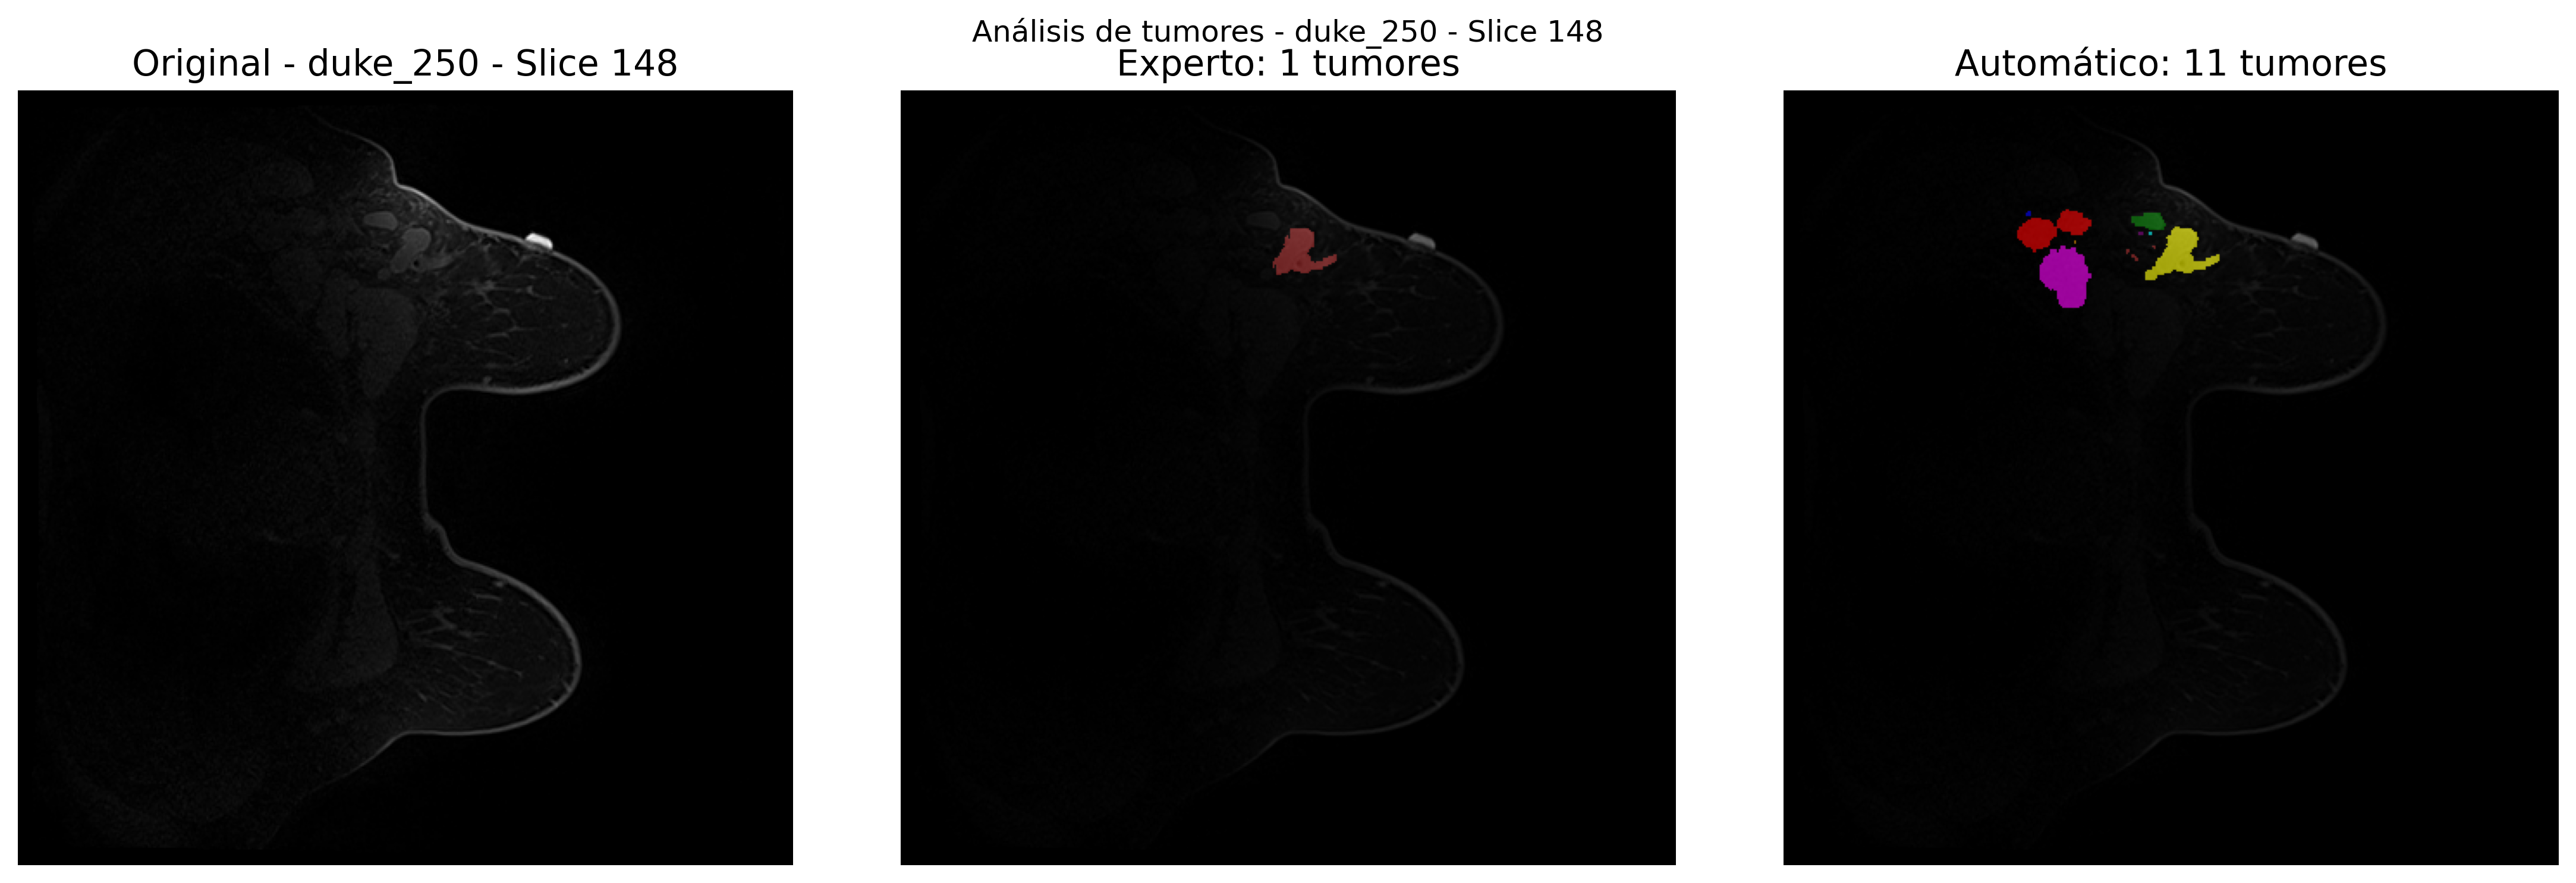 Análisis de tumores - duke_250 - Slice 148
Original - duke_250 - Slice 148
Experto: 1 tumores
Automático: 11 tumores